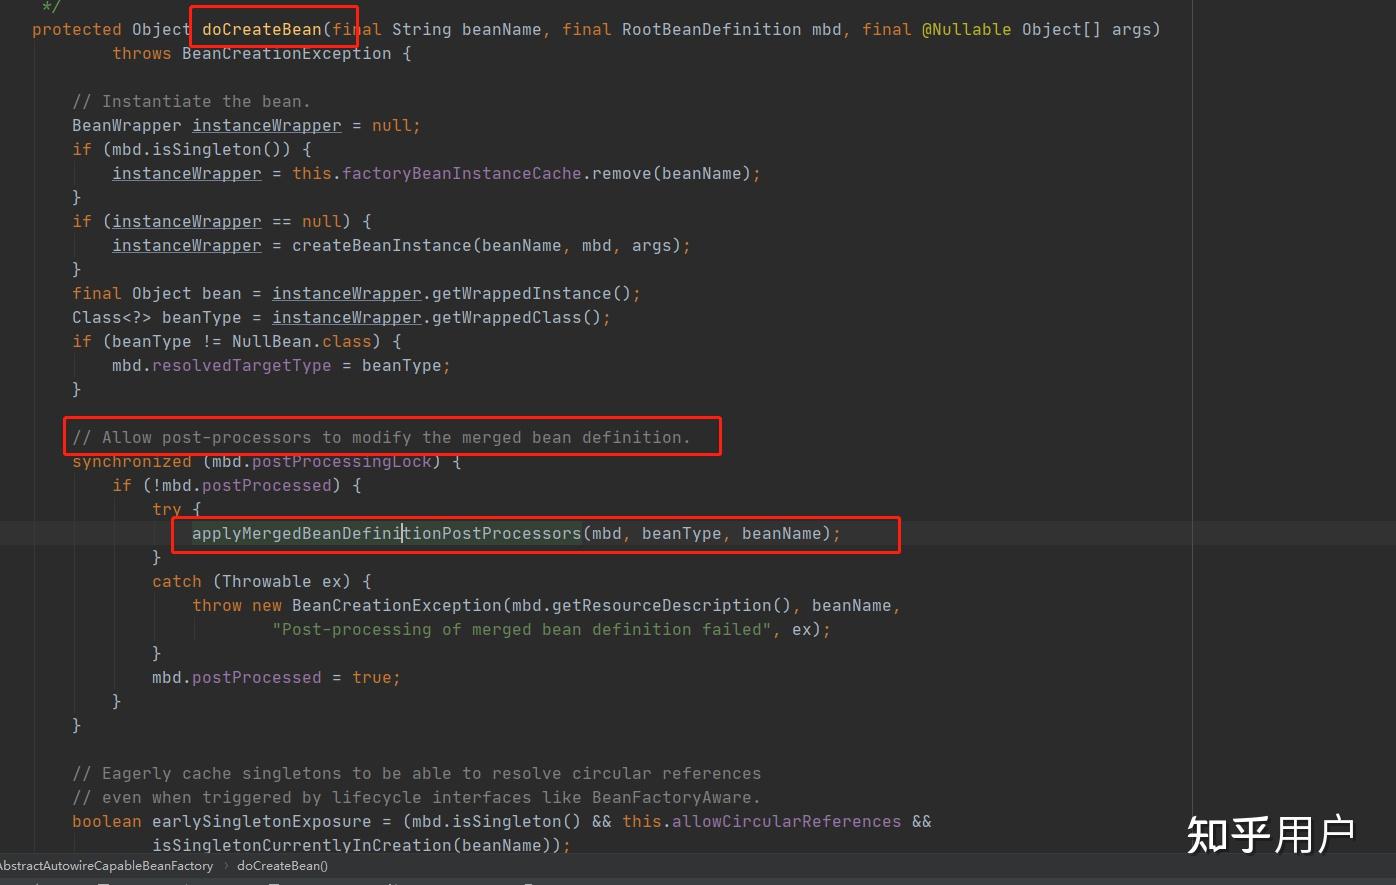 */
protected Object doCreateBean(final String beanName, final RootBeanDefinition mbd, final @Nullable Object[] args)
throws BeanCreationException {
// Instantiate the bean.
BeanWrapper instanceWrapper = null;
if (mbd.isSingleton()) {
instanceWrapper = this.factoryBeanInstanceCache.remove(beanName);
}
if (instanceWrapper == null) {
instanceWrapper = createBeanInstance(beanName, mbd, args);
}
final Object bean = instanceWrapper.getWrappedInstance();
Class<?> beanType = instanceWrapper.getWrappedClass();
if (beanType != NullBean.class) {
mbd.resolvedTargetType = beanType;
}
// Allow post-processors to modify the merged bean definition.
synchronized (mbd.postProcessingLock) {
if (!mbd.postProcessed) {
try {
applyMergedBeanDefinitionPostProcessors(mbd, beanType, beanName);
}
catch (Throwable ex) {
throw new BeanCreationException(mbd.getResourceDescription(), beanName,
"Post-processing of merged bean definition failed", ex);
}
mbd.postProcessed = true;
}
}
// Eagerly cache singletons to be able to resolve circular references
// even when triggered by lifecycle interfaces like BeanFactoryAware.
boolean earlySingletonExposure = (mbd.isSingleton() && this.allowCircularReferences &&
isSingletonCurrentlyInCreation(beanName));
知乎用户
AbstractAutowireCapableBeanFactory › doCreateBean()